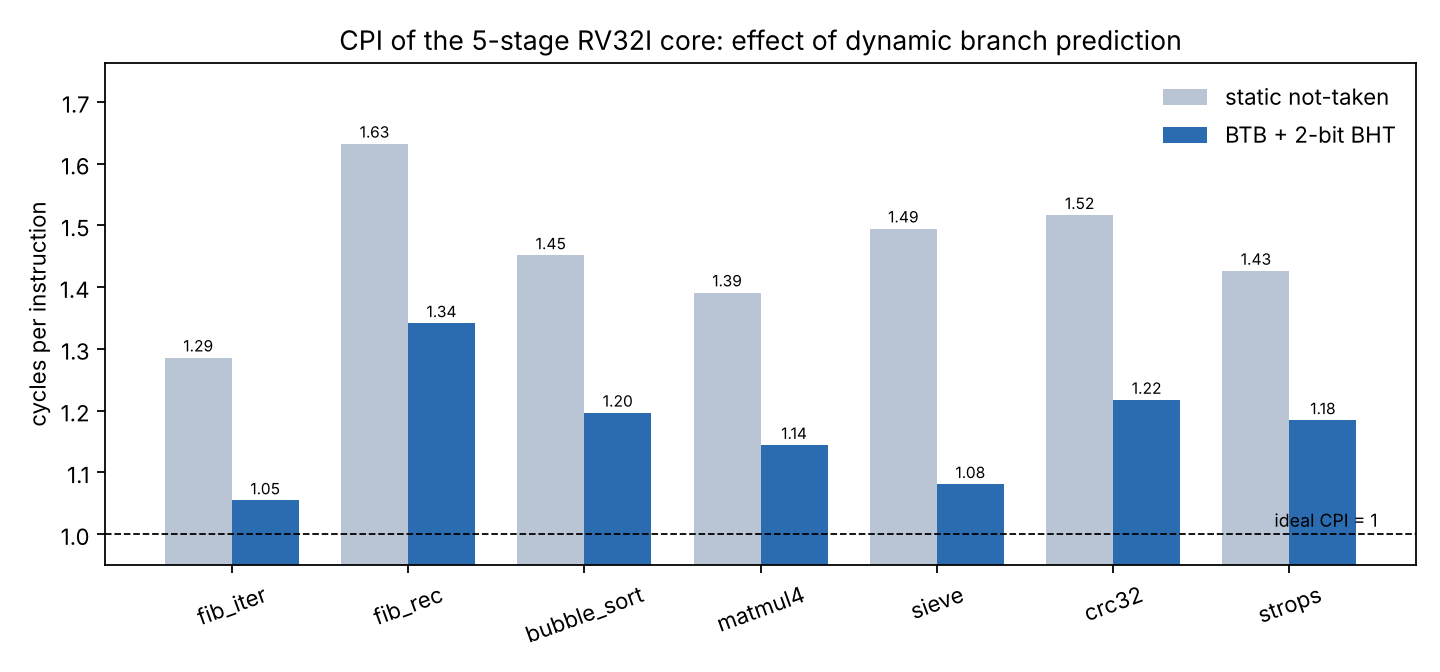 CPI of the 5-stage RV32I core: effect of dynamic branch prediction
static not-taken
BTB + 2-bit BHT
cycles per instruction
1.7
1.6
1.5
1.4
1.3
1.2
1.1
1.0
1.29
1.05
1.63
1.34
1.45
1.20
1.39
1.14
1.49
1.08
1.52
1.22
1.43
1.18
ideal CPI = 1
fib_iter
fib_rec
bubble_sort
matmul4
sieve
crc32
strops